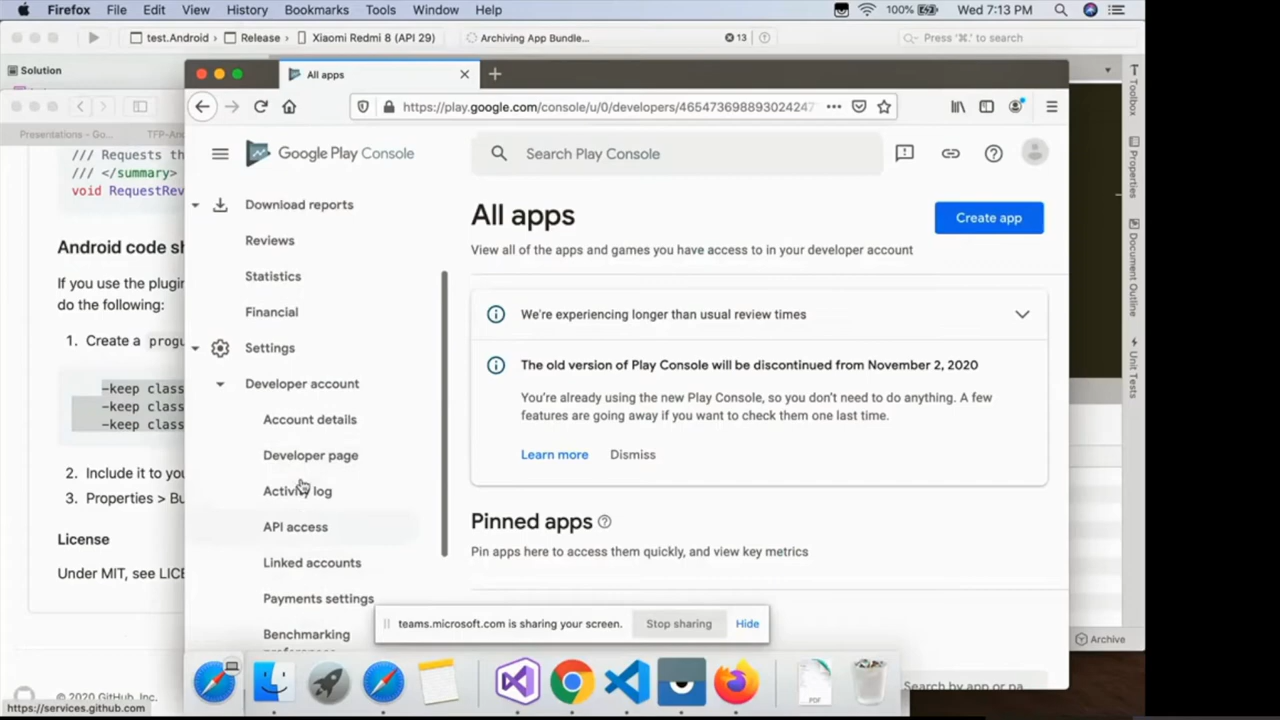 Firefox File Edit View History Bookmarks Tools Window Help 100% Wed 7:13 PM
test.Android Release Xiaomi Redmi 8 (API 29) Archiving App Bundle... 13 Press '⌘.' to search
Solution
All apps
https://play.google.com/console/u/0/developers/465473698893024247
Presentations - Go...
Google Play Console
Search Play Console
/// Requests th
/// </summary>
void RequestRev
Android code sh
If you use the plugin
do the following:
1. Create a progu
-keep class
-keep class
-keep class
2. Include it to you
3. Properties > Bu
License
Under MIT, see LICE
© 2020 GitHub, Inc.
https://services.github.com
Download reports
Reviews
Statistics
Financial
Settings
Developer account
Account details
Developer page
Activity log
API access
Linked accounts
Payments settings
Benchmarking
All apps
Create app
View all of the apps and games you have access to in your developer account
We're experiencing longer than usual review times
The old version of Play Console will be discontinued from November 2, 2020
You're already using the new Play Console, so you don't need to do anything. A few
features are going away if you want to check them one last time.
Learn more Dismiss
Pinned apps
Pin apps here to access them quickly, and view key metrics
teams.microsoft.com is sharing your screen. Stop sharing Hide
Search by app or pa
PDF
Toolbox
Properties
Document Outline
Unit Tests
Archive